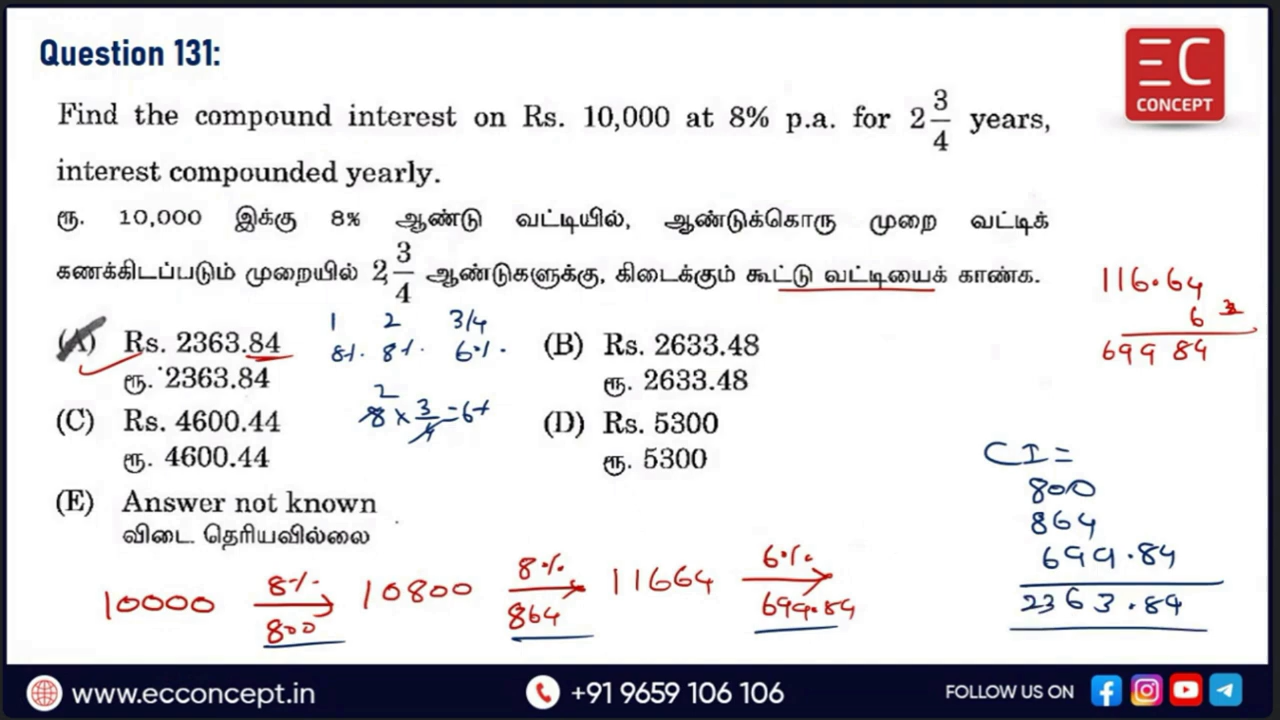 Question 131:
EC
CONCEPT
Find the compound interest on Rs. 10,000 at 8% p.a. for 2 3/4 years,
interest compounded yearly.
ரூ. 10,000 இக்கு 8% ஆண்டு வட்டியில், ஆண்டுக்கொரு முறை வட்டிக்
கணக்கிடப்படும் முறையில் 2 3/4 ஆண்டுகளுக்கு, கிடைக்கும் கூட்டு வட்டியைக் காண்க.
116.64
6
699 84
1 2 3/4
8% 8% 6%
(A) Rs. 2363.84
ரூ. 2363.84
(B) Rs. 2633.48
ரூ. 2633.48
2
8 × 3/4 = 6%
(C) Rs. 4600.44
ரூ. 4600.44
(D) Rs. 5300
ரூ. 5300
(E) Answer not known
விடை தெரியவில்லை
CI =
800
864
699.84
2363.84
10000 8% 800 10800 8% 864 11664 6% 699.84
www.ecconcept.in
+91 9659 106 106
FOLLOW US ON